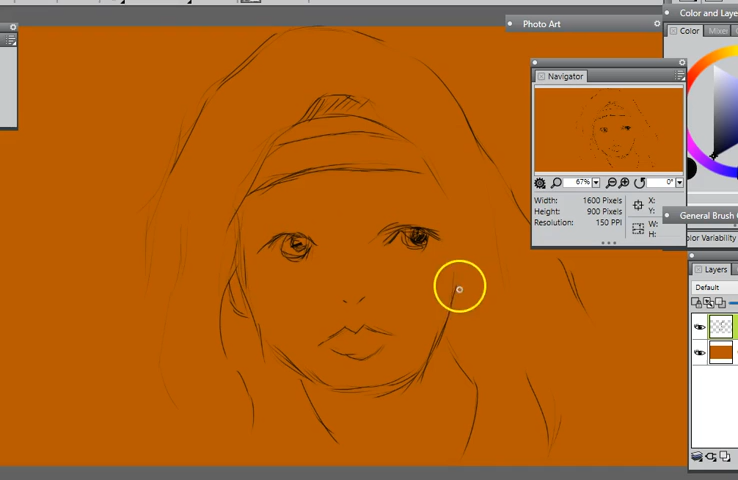 Photo Art
Color and Laye
Color
Mixe
Navigator
67%
0°
Width: 1600 Pixels
Height: 900 Pixels
Resolution: 150 PPI
X:
Y:
W:
H:
General Brush
olor Variability
Layers
Default